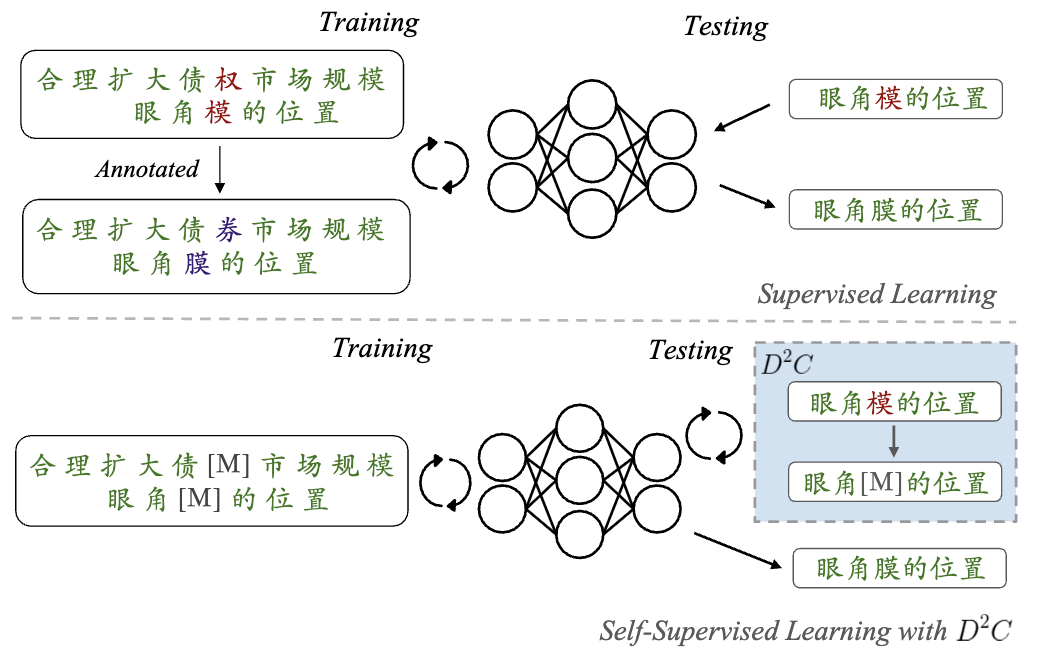 Training
Testing
合理扩大债权市场规模
眼角模的位置
Annotated
合理扩大债券市场规模
眼角膜的位置
眼角模的位置
眼角膜的位置
Supervised Learning
Training
Testing
合理扩大债[M]市场规模
眼角[M]的位置
D²C
眼角模的位置
眼角[M]的位置
眼角膜的位置
Self-Supervised Learning with D²C